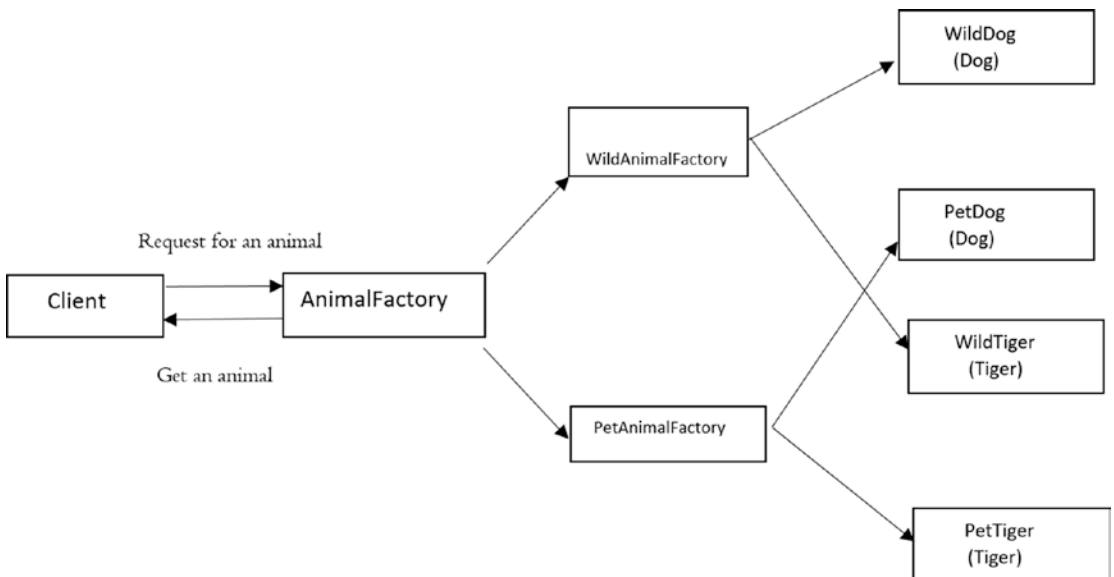 WildDog
(Dog)
WildAnimalFactory
PetDog
(Dog)
Request for an animal
Client
AnimalFactory
WildTiger
(Tiger)
Get an animal
PetAnimalFactory
PetTiger
(Tiger)